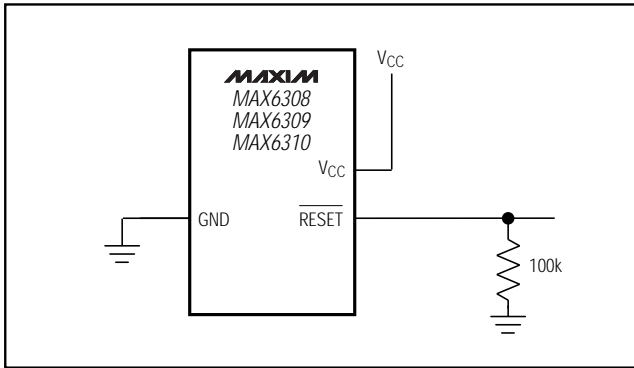 MAXIM
MAX6308
MAX6309
MAX6310
VCC
VCC
GND
RESET
100k